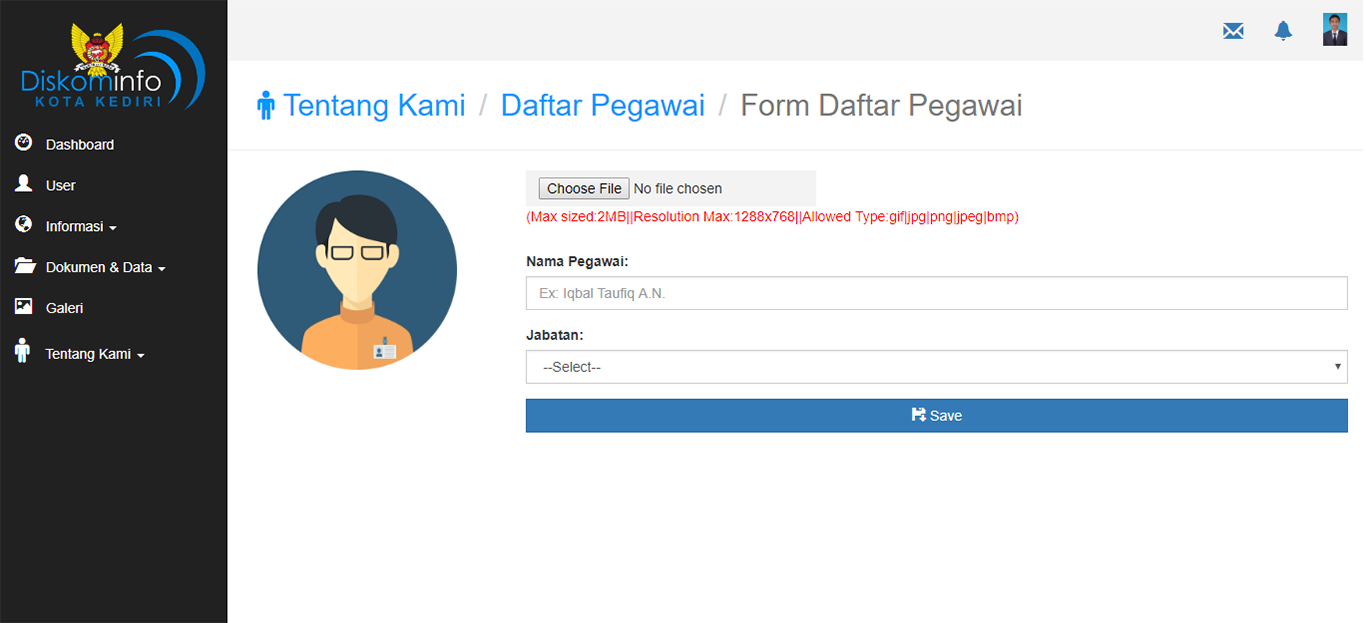 Diskominfo
KOTA KEDIRI
Dashboard
User
Informasi
Dokumen & Data
Galeri
Tentang Kami
Tentang Kami / Daftar Pegawai / Form Daftar Pegawai
Choose File No file chosen
(Max sized:2MB||Resolution Max:1288x768||Allowed Type:gif|jpg|png|jpeg|bmp)
Nama Pegawai:
Ex: Iqbal Taufiq A.N.
Jabatan:
--Select--
Save